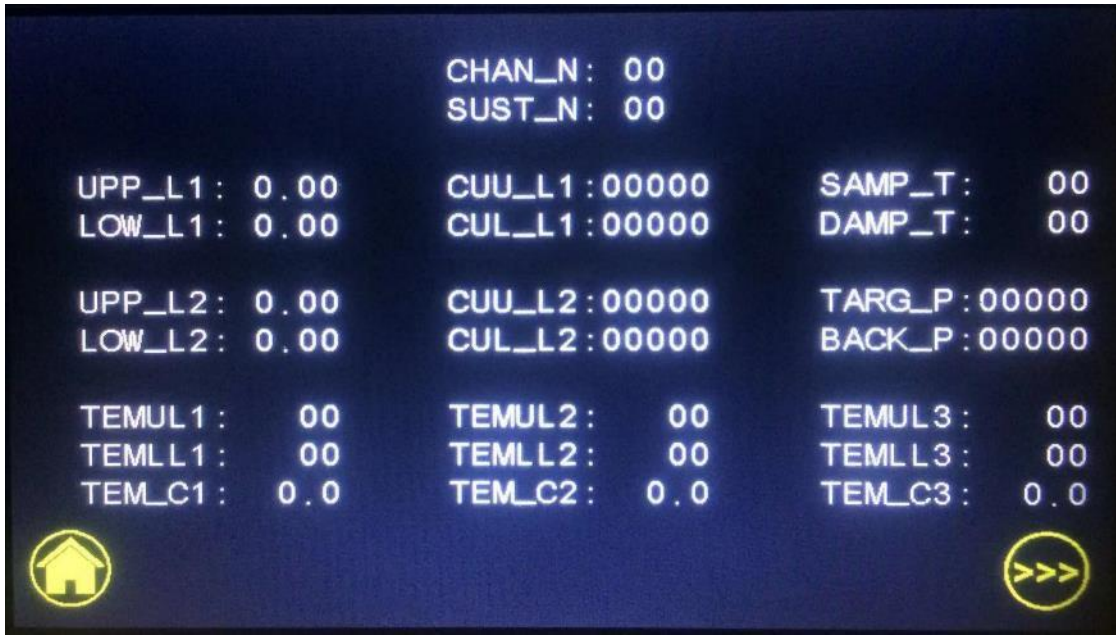 CHAN_N: 00
SUST_N: 00
UPP_L1: 0.00 CUU_L1:00000 SAMP_T: 00
LOW_L1: 0.00 CUL_L1:00000 DAMP_T: 00
UPP_L2: 0.00 CUU_L2:00000 TARG_P:00000
LOW_L2: 0.00 CUL_L2:00000 BACK_P:00000
TEMUL1: 00 TEMUL2: 00 TEMUL3: 00
TEMLL1: 00 TEMLL2: 00 TEMLL3: 00
TEM_C1: 0.0 TEM_C2: 0.0 TEM_C3: 0.0
>>>